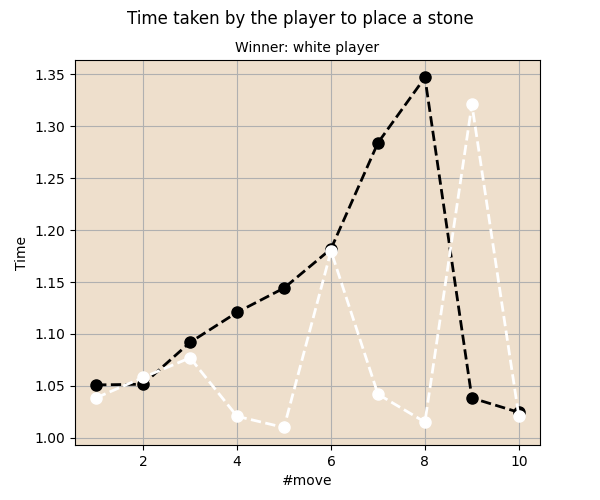 Time taken by the player to place a stone
Winner: white player
1.35
1.30
1.25
1.20
1.15
1.10
1.05
1.00
Time
2 4 6 8 10
#move